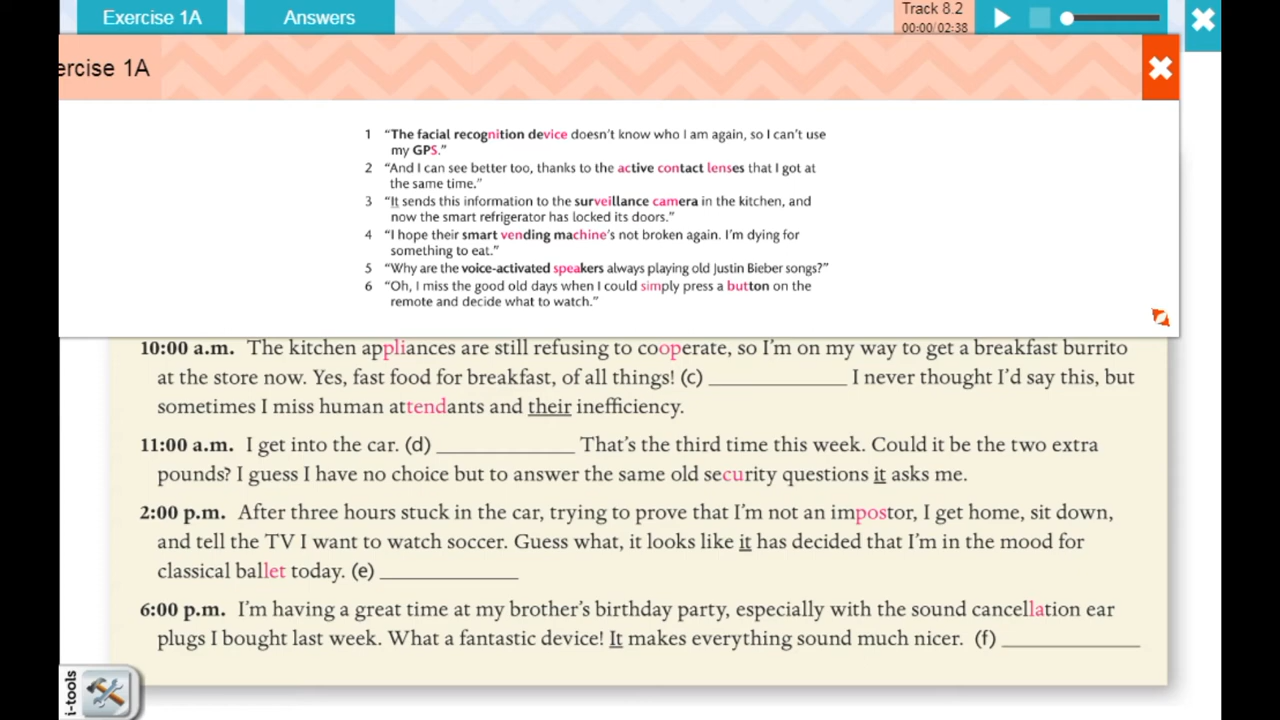 Exercise 1A
Answers
Track 8.2
00:00/02:38
ercise 1A
1 “The facial recognition device doesn’t know who I am again, so I can’t use
my GPS.”
2 “And I can see better too, thanks to the active contact lenses that I got at
the same time.”
3 “It sends this information to the surveillance camera in the kitchen, and
now the smart refrigerator has locked its doors.”
4 “I hope their smart vending machine’s not broken again. I’m dying for
something to eat.”
5 “Why are the voice-activated speakers always playing old Justin Bieber songs?”
6 “Oh, I miss the good old days when I could simply press a button on the
remote and decide what to watch.”
10:00 a.m. The kitchen appliances are still refusing to cooperate, so I’m on my way to get a breakfast burrito
at the store now. Yes, fast food for breakfast, of all things! (c) ______________ I never thought I’d say this, but
sometimes I miss human attendants and their inefficiency.
11:00 a.m. I get into the car. (d) ______________ That’s the third time this week. Could it be the two extra
pounds? I guess I have no choice but to answer the same old security questions it asks me.
2:00 p.m. After three hours stuck in the car, trying to prove that I’m not an impostor, I get home, sit down,
and tell the TV I want to watch soccer. Guess what, it looks like it has decided that I’m in the mood for
classical ballet today. (e) ______________
6:00 p.m. I’m having a great time at my brother’s birthday party, especially with the sound cancellation ear
plugs I bought last week. What a fantastic device! It makes everything sound much nicer. (f) ______________
i-tools